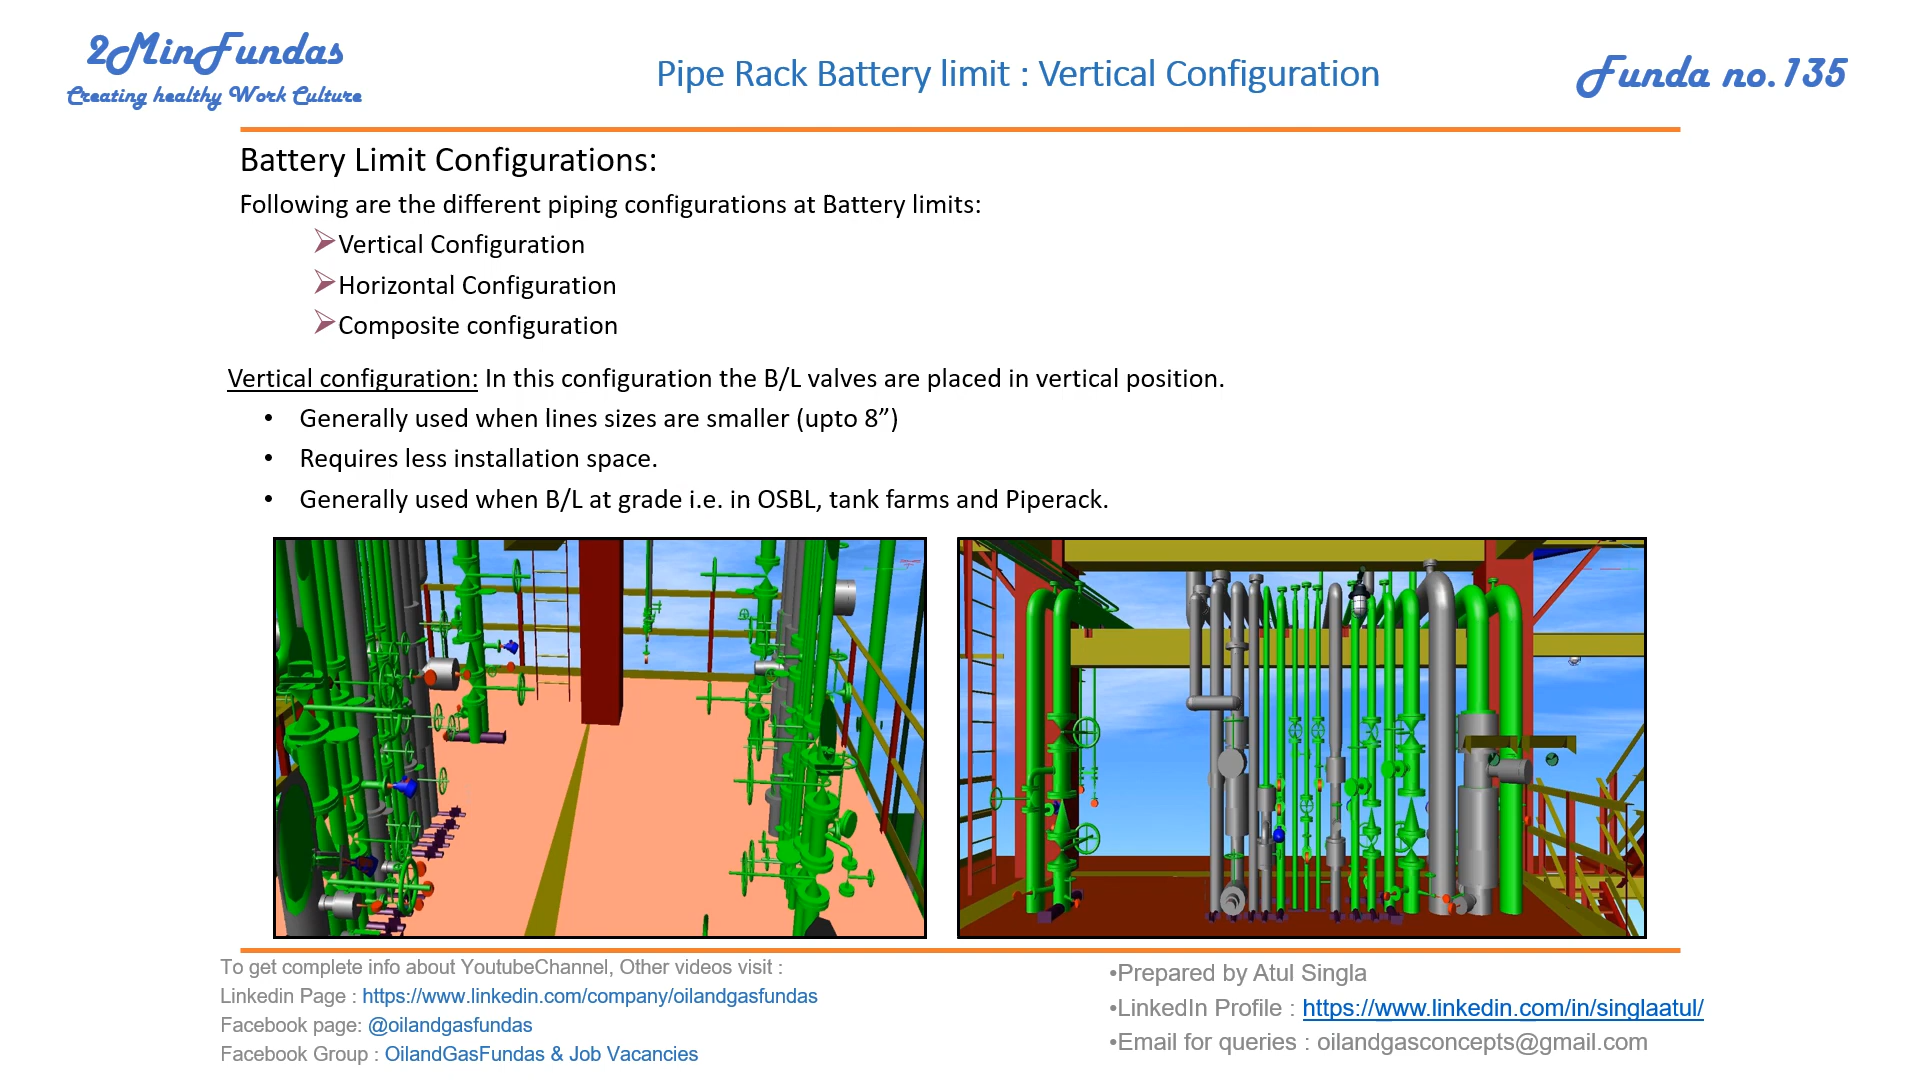 2MinFundas
Creating healthy Work Culture
Pipe Rack Battery limit : Vertical Configuration
Funda no.135
Battery Limit Configurations:
Following are the different piping configurations at Battery limits:
➢Vertical Configuration
➢Horizontal Configuration
➢Composite configuration
Vertical configuration: In this configuration the B/L valves are placed in vertical position.
• Generally used when lines sizes are smaller (upto 8”)
• Requires less installation space.
• Generally used when B/L at grade i.e. in OSBL, tank farms and Piperack.
To get complete info about YoutubeChannel, Other videos visit :
Linkedin Page : https://www.linkedin.com/company/oilandgasfundas
Facebook page: @oilandgasfundas
Facebook Group : OilandGasFundas & Job Vacancies
•Prepared by Atul Singla
•LinkedIn Profile : https://www.linkedin.com/in/singlaatul/
•Email for queries : oilandgasconcepts@gmail.com